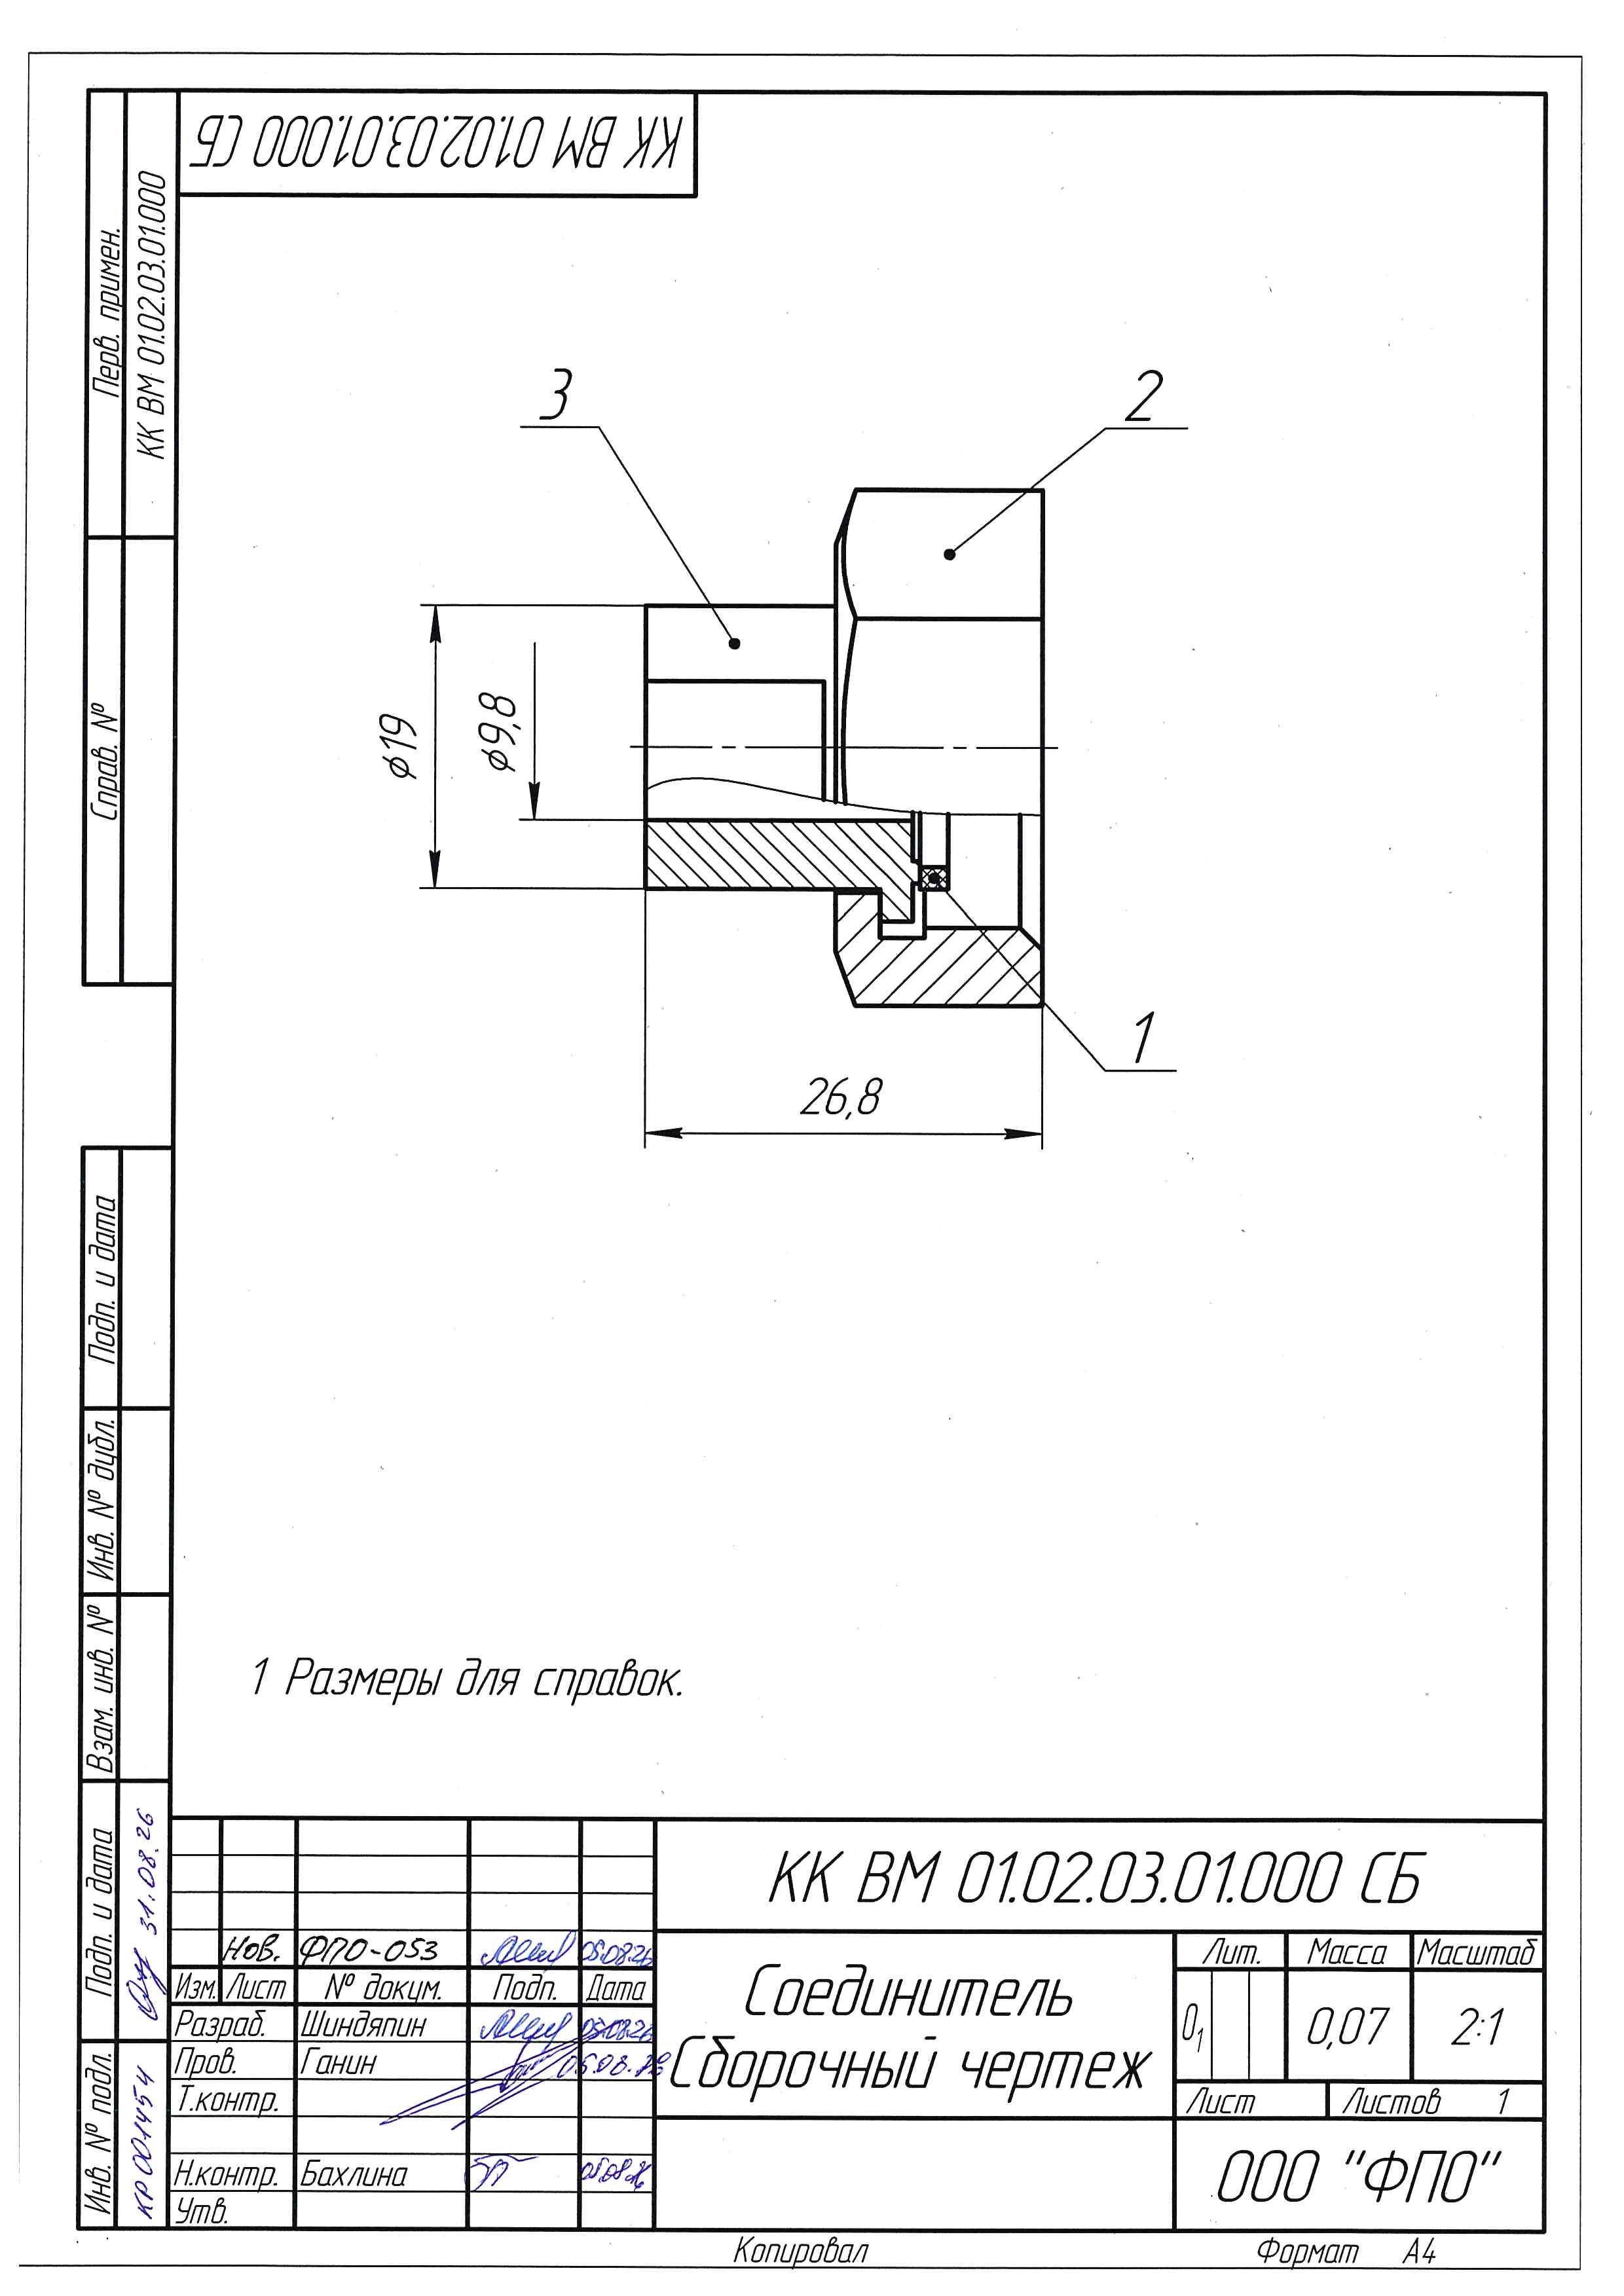 КК ВМ 01.02.03.01.000 СБ
Перв. примен.
КК ВМ 01.02.03.01.000
Справ. №
3
2
⌀19
⌀9,8
1
26,8
Подп. и дата
Инв. № дубл.
Взам. инв. №
Подп. и дата
31.08.26
Инв. № подл.
КР 001454
1 Размеры для справок.
КК ВМ 01.02.03.01.000 СБ
Нов. ФПО-053 05.08.26
Изм. Лист № докум. Подп. Дата
Разраб. Шиндяпин 05.08.26
Пров. Ганин 05.08.26
Т.контр.
Н.контр. Бахлина 05.08.26
Утв.
Соединитель
Сборочный чертеж
Лит. Масса Масштаб
О1 0,07 2:1
Лист Листов 1
ООО "ФПО"
Копировал Формат А4